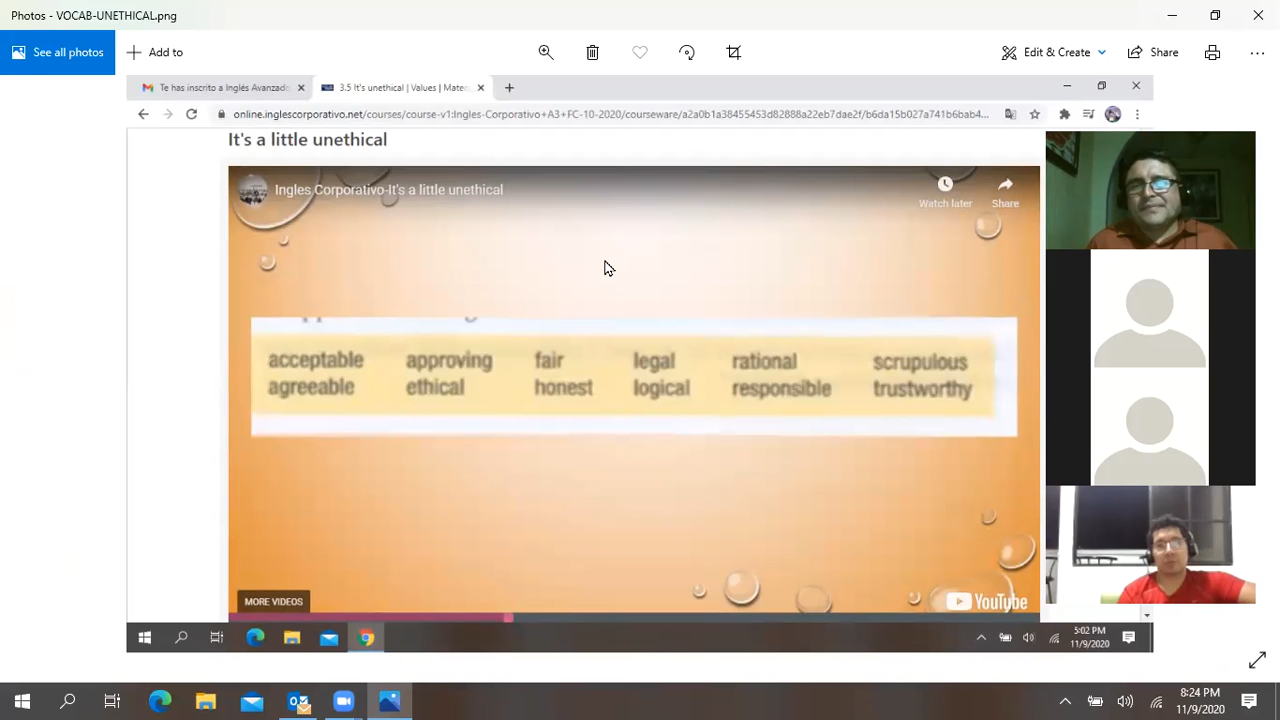 Photos - VOCAB-UNETHICAL.png
See all photos
Add to
Edit & Create
Share
Te has inscrito a Inglés Avanzado
3.5 It's unethical | Values | Mater
online.inglescorporativo.net/courses/course-v1:Ingles-Corporativo+A3+FC-10-2020/courseware/a2a0b1a38455453d82888a22eb7dae2f/b6da15b027a741b6bab4...
It's a little unethical
Ingles Corporativo-It's a little unethical
Watch later
Share
acceptable approving fair legal rational scrupulous
agreeable ethical honest logical responsible trustworthy
MORE VIDEOS
YouTube
5:02 PM
11/9/2020
8:24 PM
11/9/2020